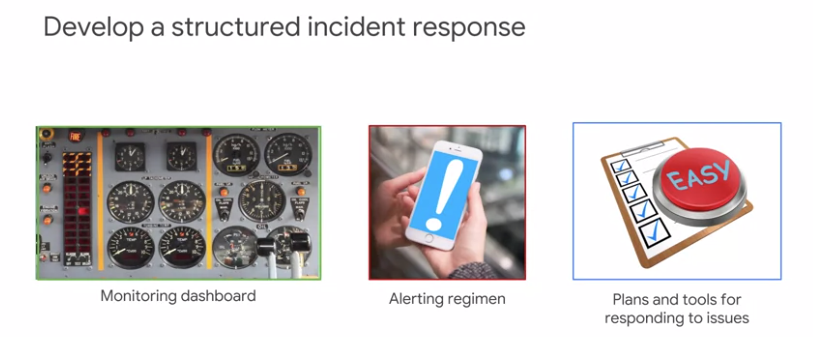 Develop a structured incident response
EASY
Monitoring dashboard
Alerting regimen
Plans and tools for
responding to issues